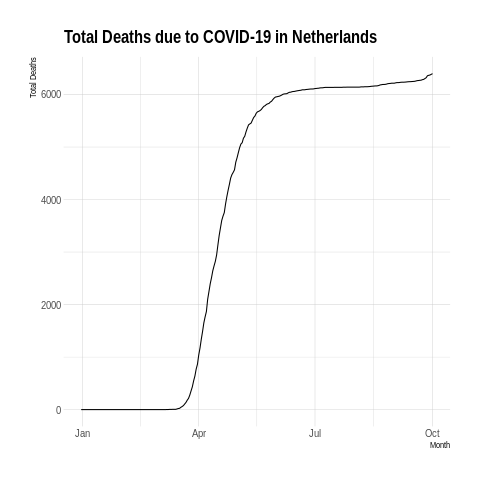 Total Deaths due to COVID-19 in Netherlands
Total Deaths
6000
4000
2000
0
Jan
Apr
Jul
Oct
Month